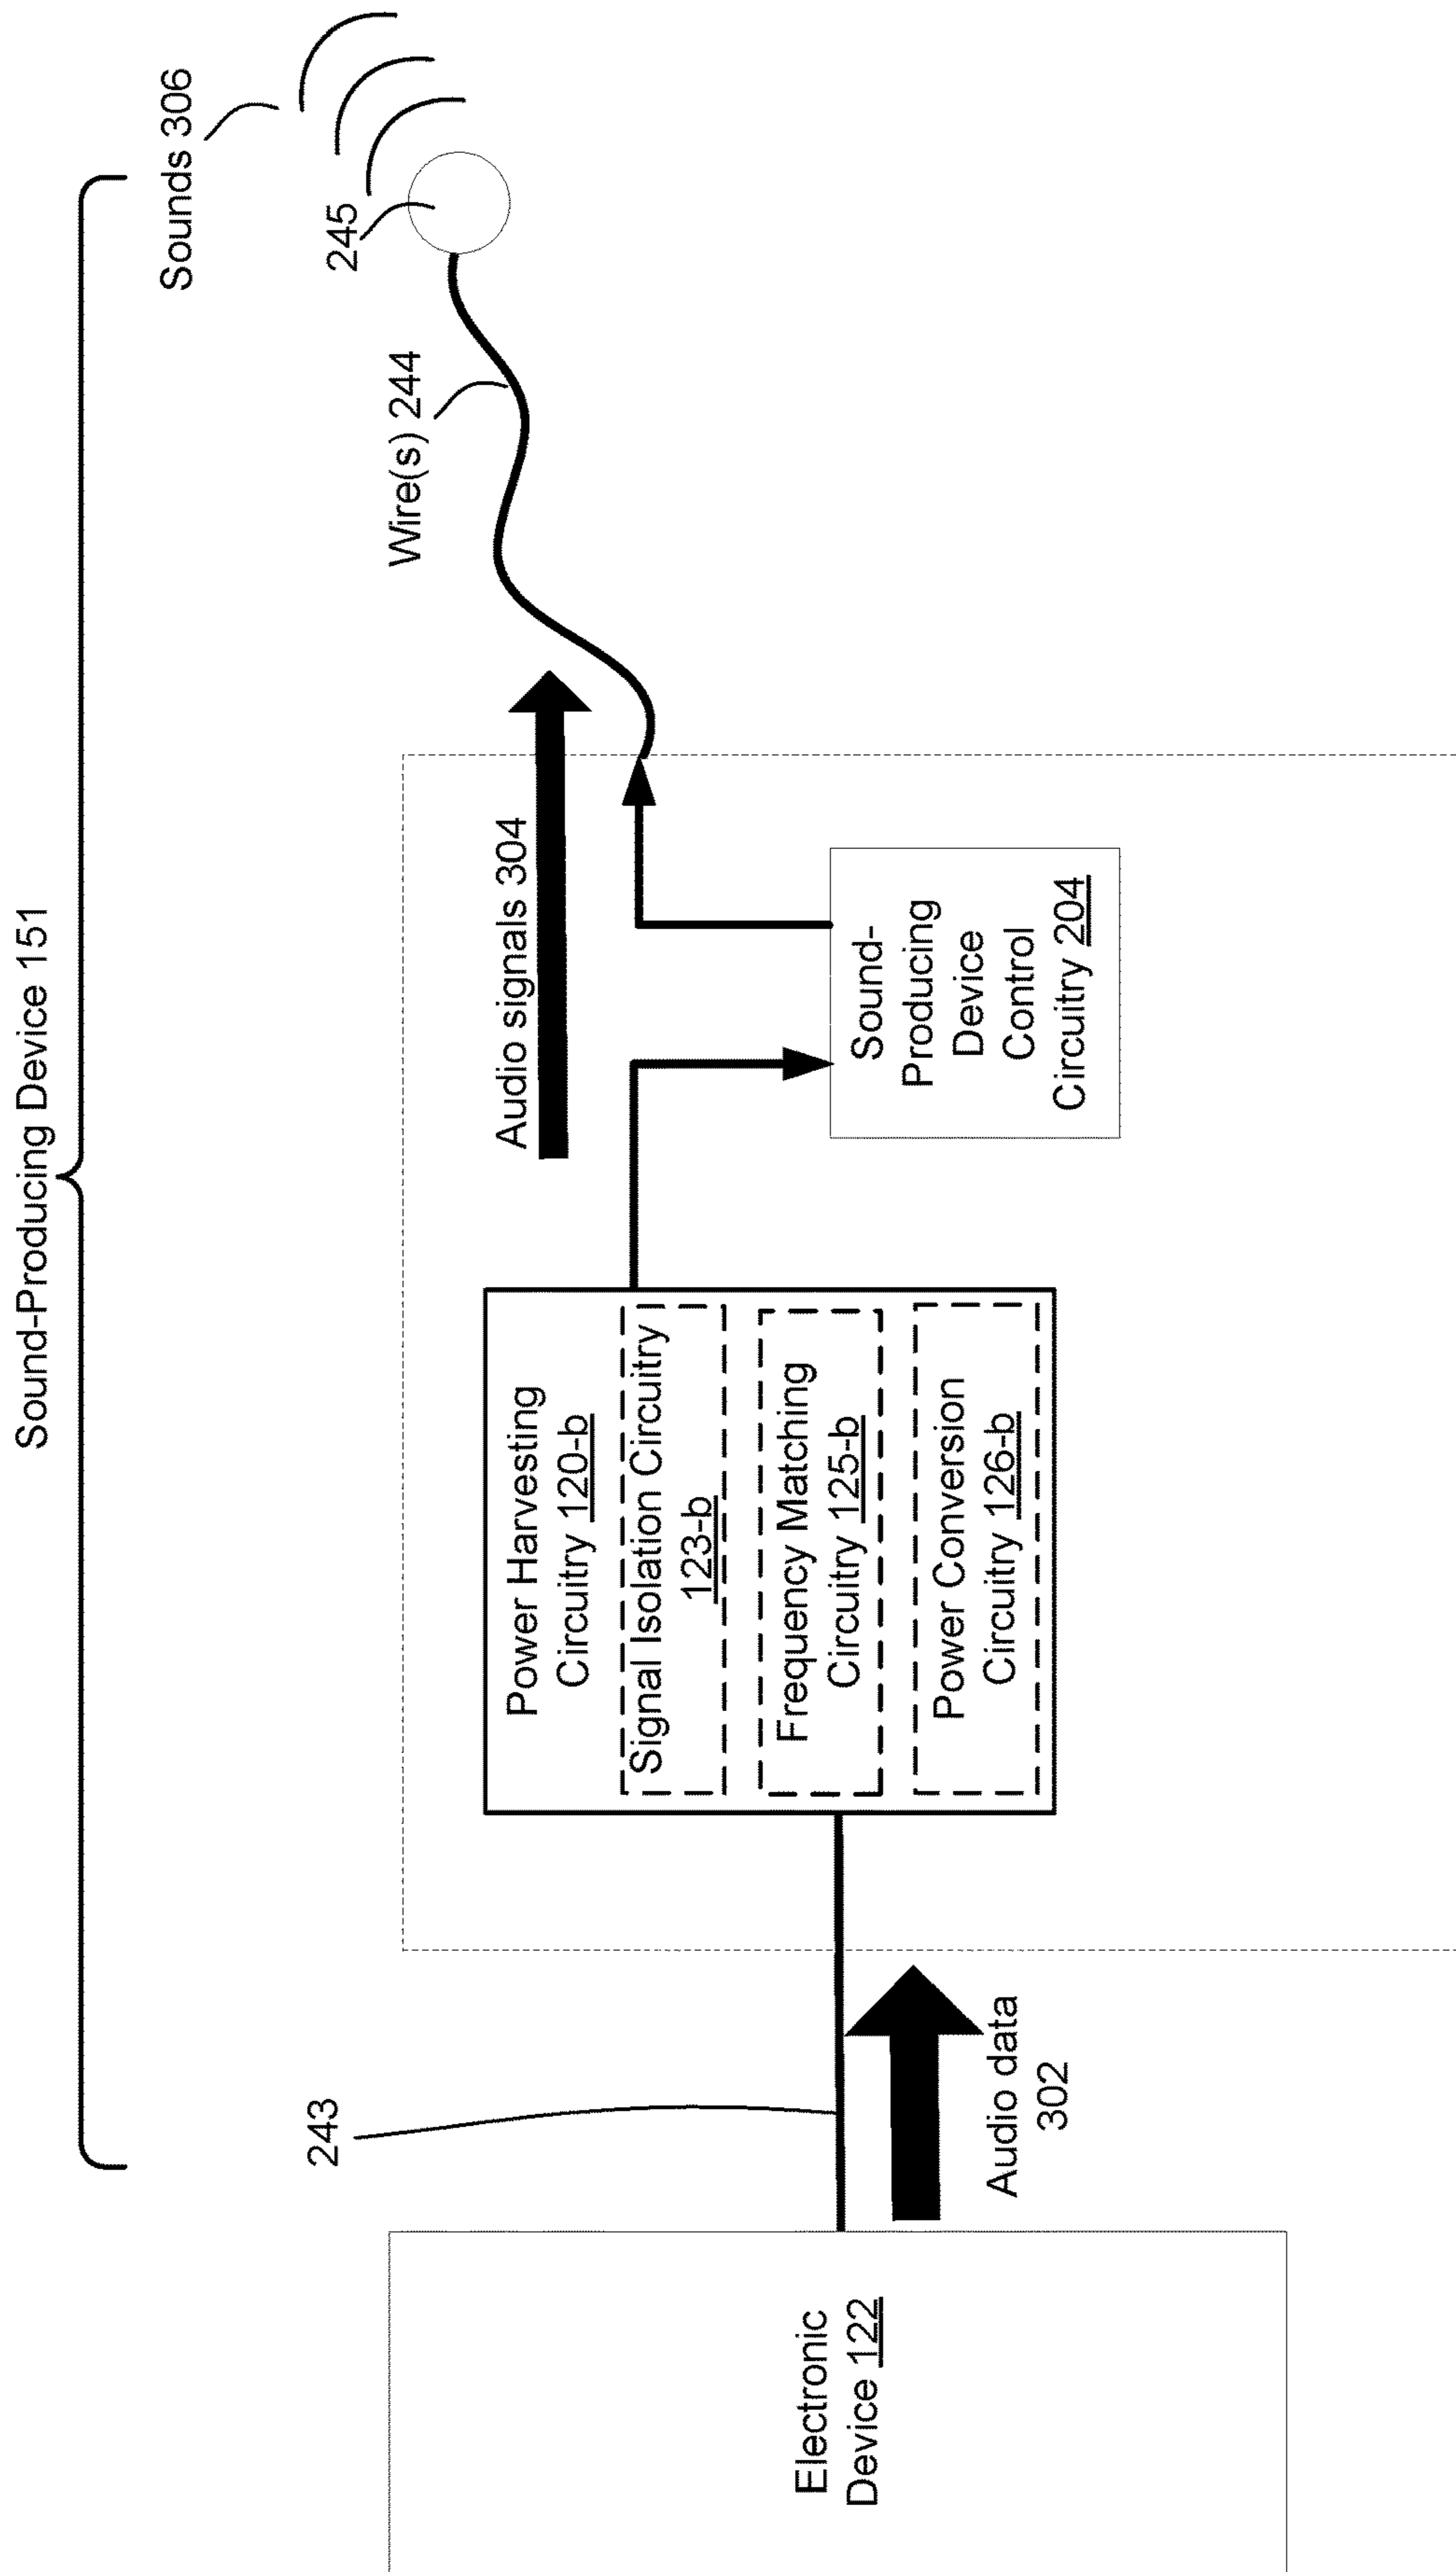 Sound-Producing Device 151
Sounds 306
245
Wire(s) 244
Audio signals 304
Sound-
Producing
Device
Control
Circuitry 204
Power Harvesting
Circuitry 120-b
Signal Isolation Circuitry
123-b
Frequency Matching
Circuitry 125-b
Power Conversion
Circuitry 126-b
243
Audio data
302
Electronic
Device 122